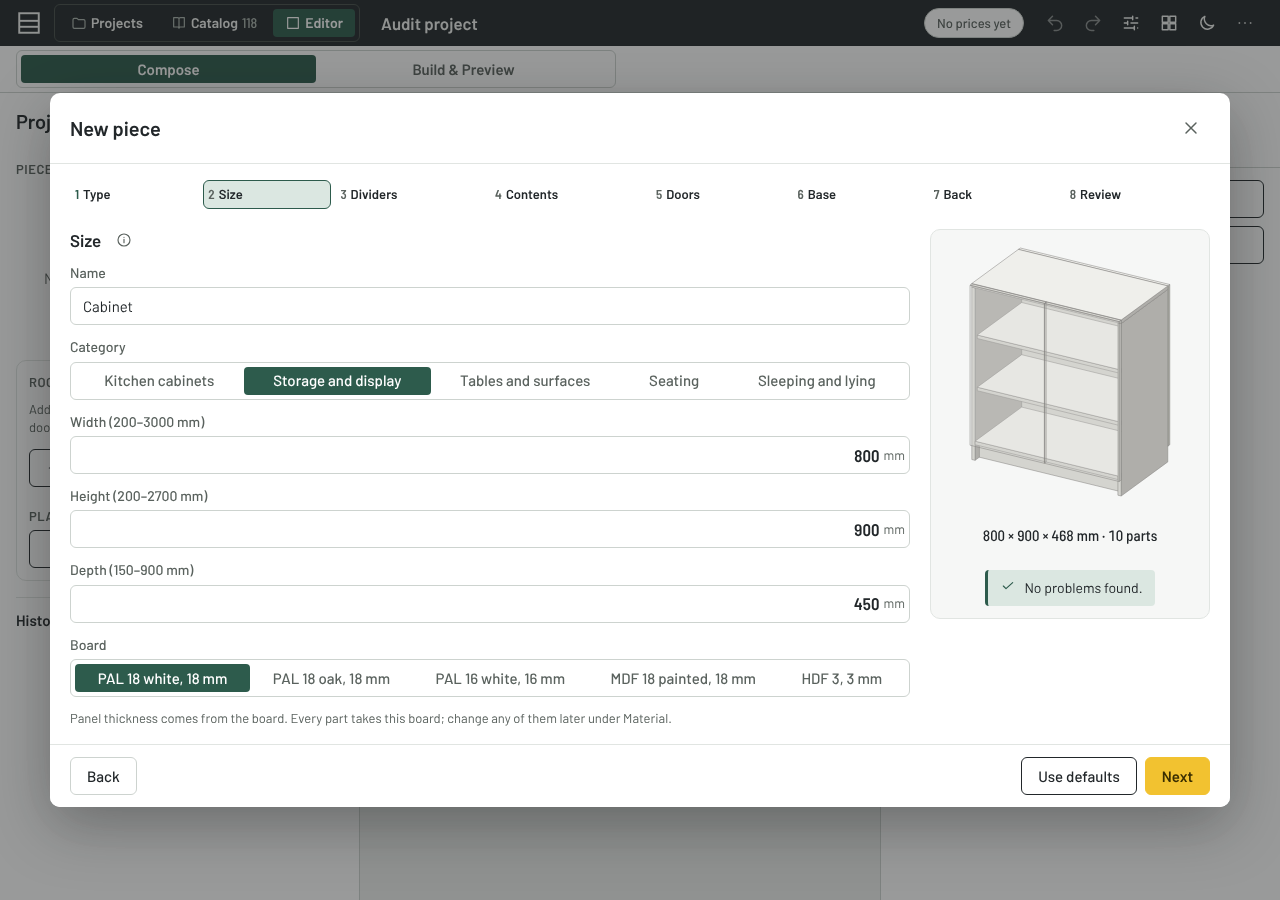 Projects
Catalog 118
Editor
Audit project
No prices yet
Compose
Build & Preview
New piece
1 Type
2 Size
3 Dividers
4 Contents
5 Doors
6 Base
7 Back
8 Review
Size
Name
Cabinet
Category
Kitchen cabinets
Storage and display
Tables and surfaces
Seating
Sleeping and lying
Width (200–3000 mm)
800 mm
Height (200–2700 mm)
900 mm
Depth (150–900 mm)
450 mm
Board
PAL 18 white, 18 mm
PAL 18 oak, 18 mm
PAL 16 white, 16 mm
MDF 18 painted, 18 mm
HDF 3, 3 mm
Panel thickness comes from the board. Every part takes this board; change any of them later under Material.
800 × 900 × 468 mm · 10 parts
No problems found.
Back
Use defaults
Next